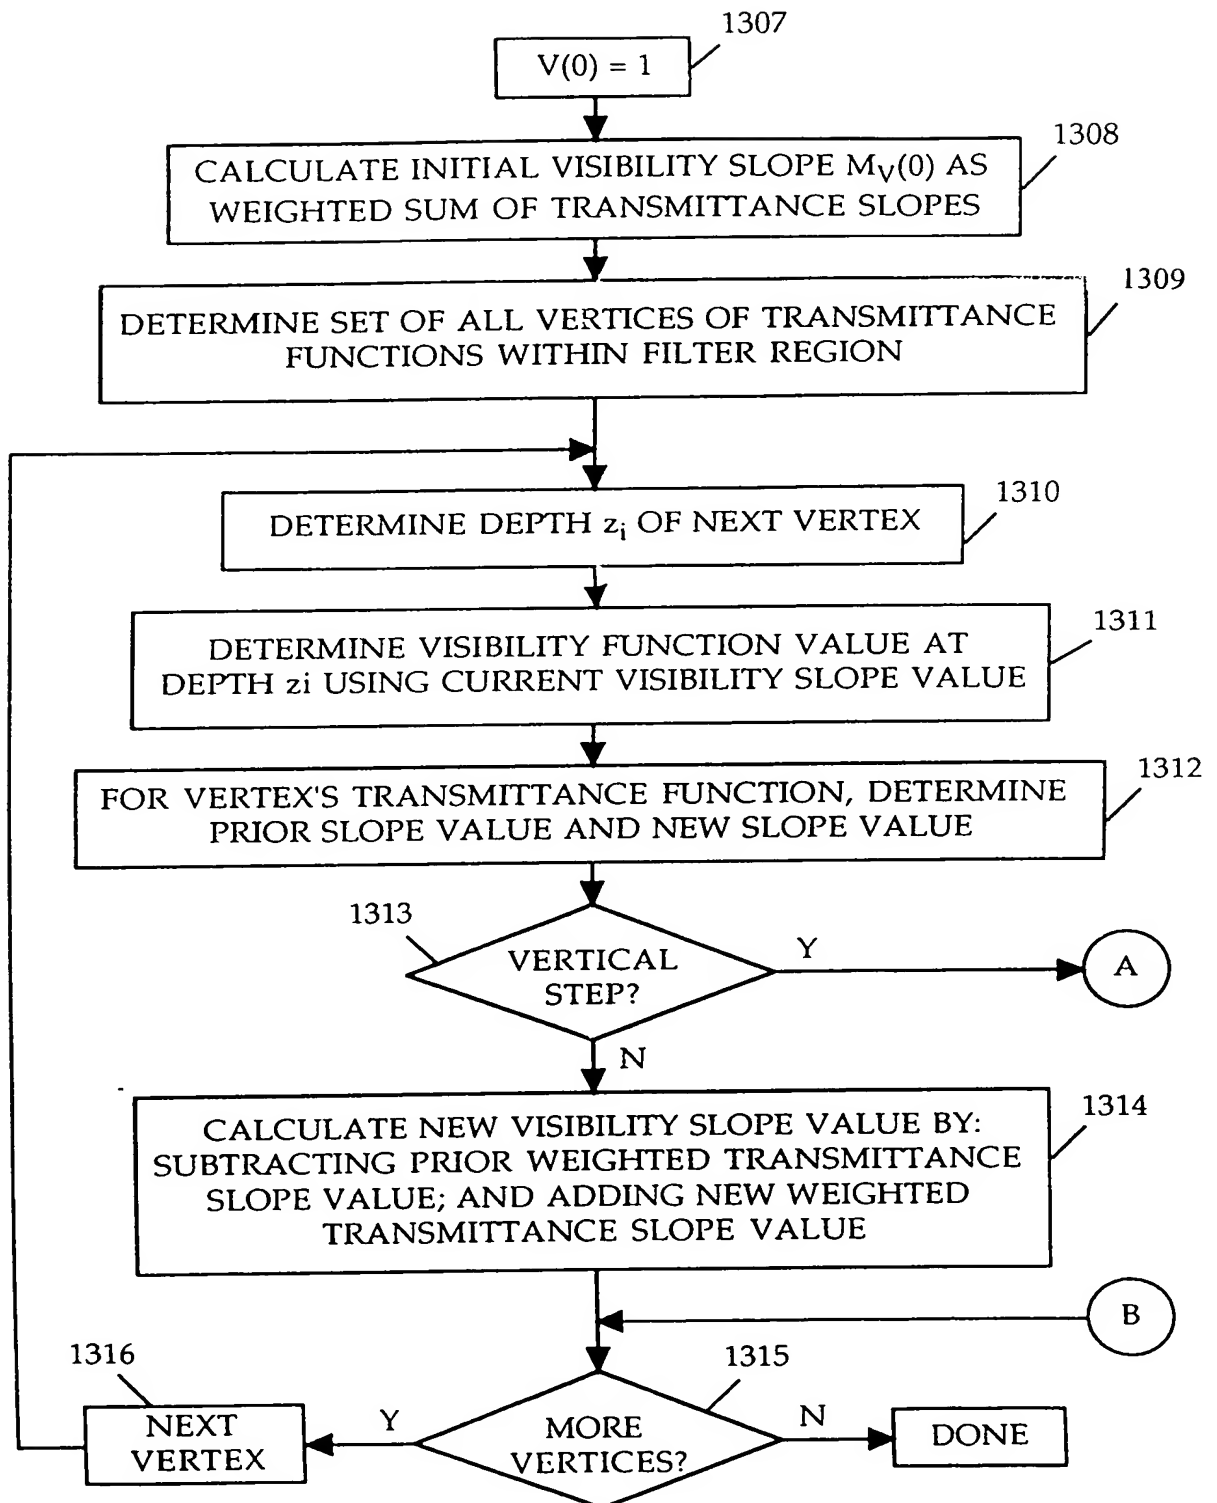 1307
V(0) = 1
1308
CALCULATE INITIAL VISIBILITY SLOPE MV(0) AS
WEIGHTED SUM OF TRANSMITTANCE SLOPES
1309
DETERMINE SET OF ALL VERTICES OF TRANSMITTANCE
FUNCTIONS WITHIN FILTER REGION
1310
DETERMINE DEPTH zi OF NEXT VERTEX
1311
DETERMINE VISIBILITY FUNCTION VALUE AT
DEPTH zi USING CURRENT VISIBILITY SLOPE VALUE
1312
FOR VERTEX'S TRANSMITTANCE FUNCTION, DETERMINE
PRIOR SLOPE VALUE AND NEW SLOPE VALUE
1313
VERTICAL
STEP?
Y
A
N
1314
CALCULATE NEW VISIBILITY SLOPE VALUE BY:
SUBTRACTING PRIOR WEIGHTED TRANSMITTANCE
SLOPE VALUE; AND ADDING NEW WEIGHTED
TRANSMITTANCE SLOPE VALUE
B
1316
1315
NEXT
VERTEX
Y
MORE
VERTICES?
N
DONE